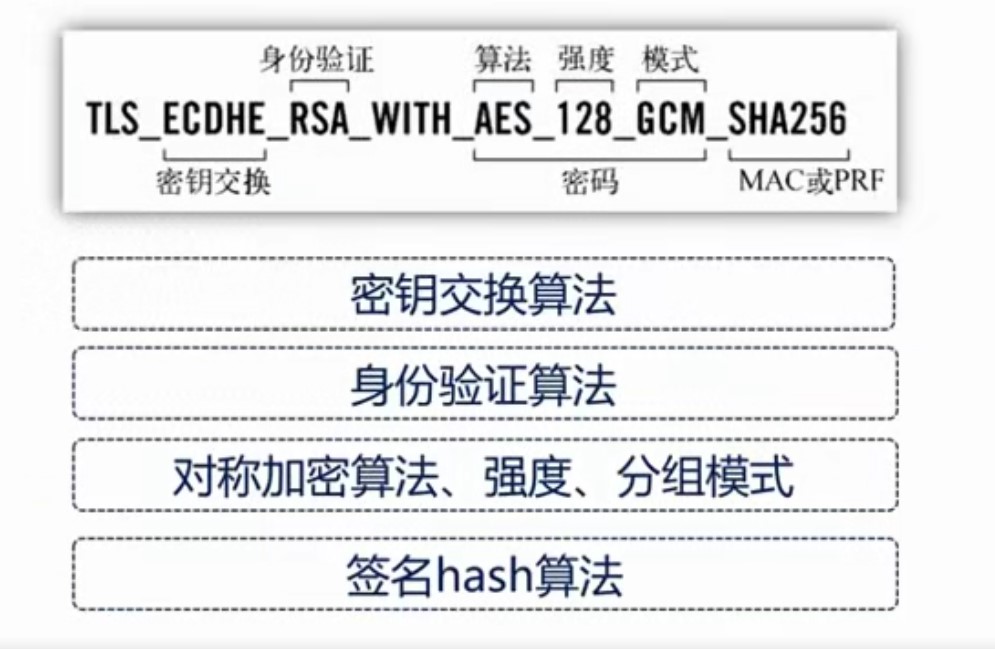 身份验证 算法 强度 模式
TLS_ECDHE_RSA_WITH_AES_128_GCM_SHA256
密钥交换 密码 MAC或PRF
密钥交换算法
身份验证算法
对称加密算法、强度、分组模式
签名hash算法